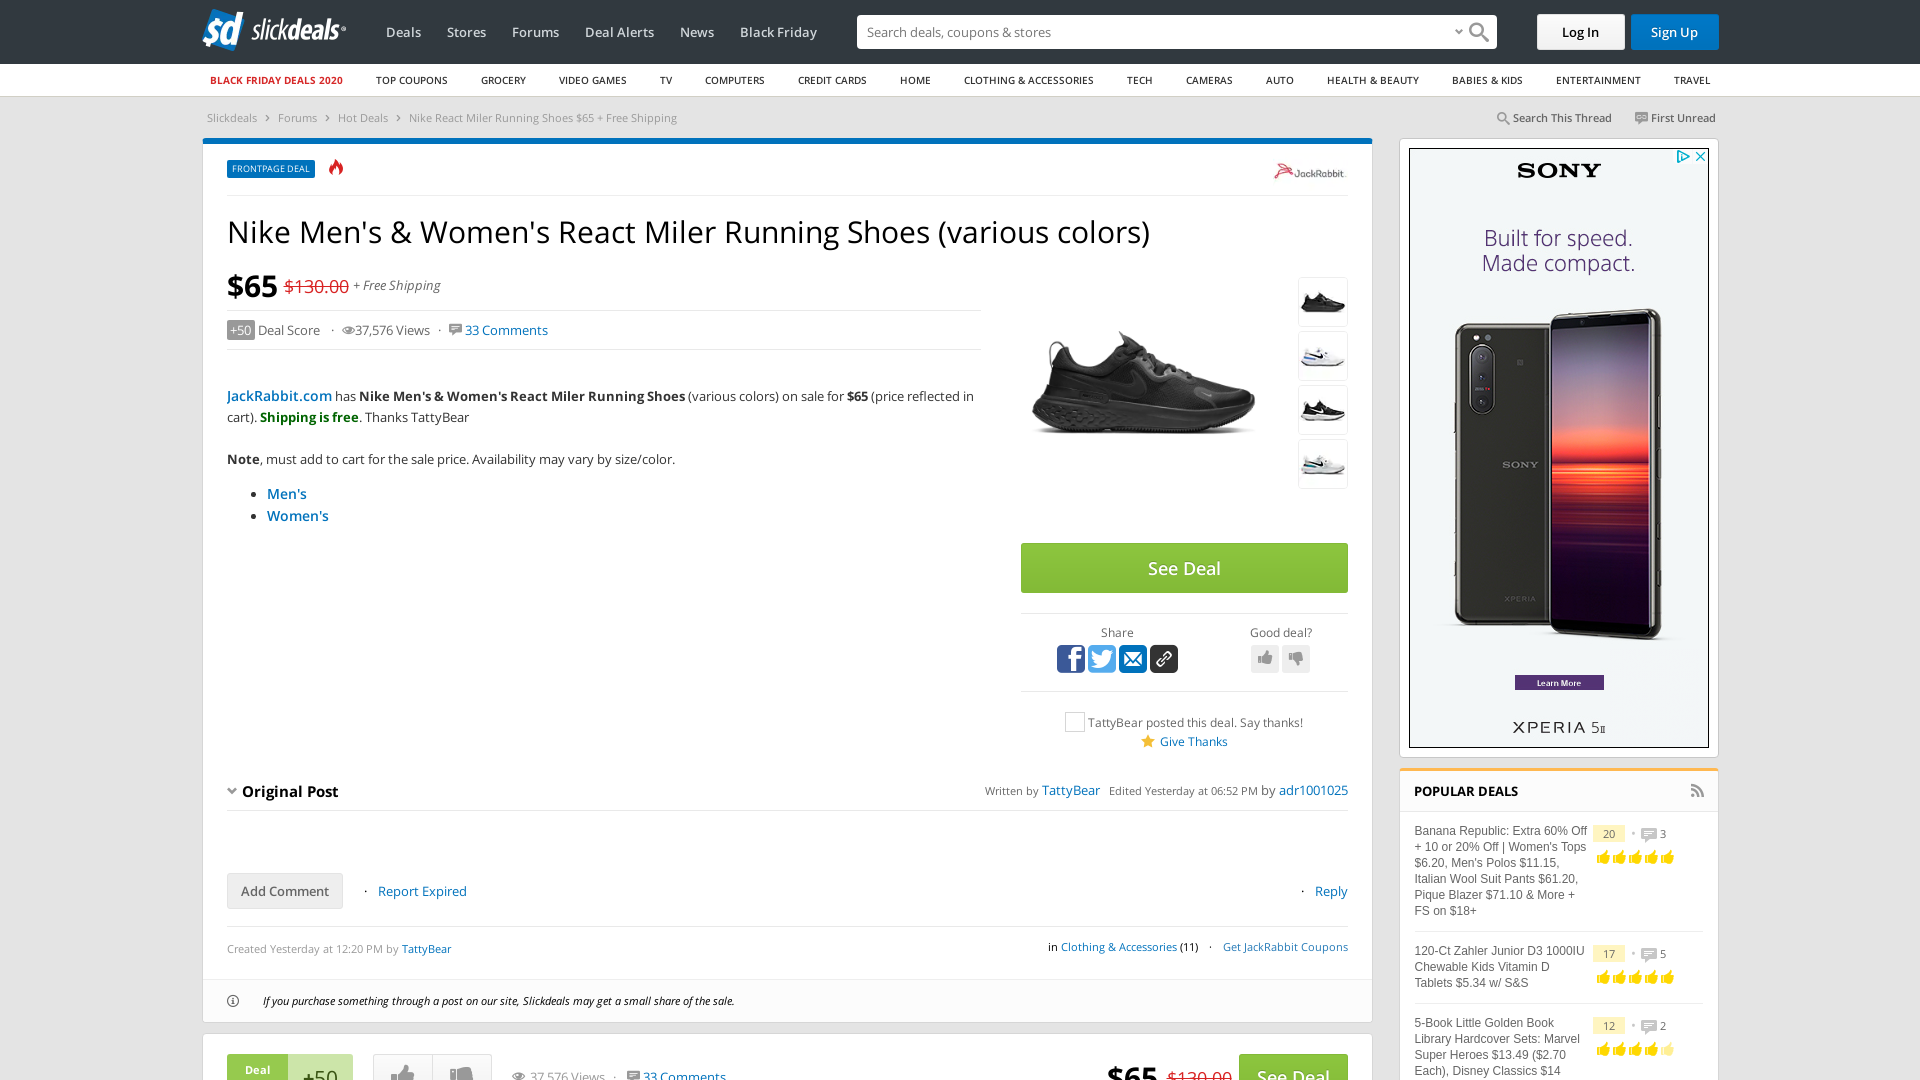 sd slickdeals
Deals Stores Forums Deal Alerts News Black Friday
Search deals, coupons & shops
Log In
Sign Up
BLACK FRIDAY DEALS 2020 TOP COUPONS GROCERY VIDEO GAMES TV COMPUTERS CREDIT CARDS HOME CLOTHING & ACCESSORIES TECH CAMERAS AUTO HEALTH & BEAUTY BABIES & KIDS ENTERTAINMENT TRAVEL
Slickdeals > Forums > Hot Deals > Nike React Miler Running Shoes $65 + Free Shipping
Search This Thread
First Unread
FRONTPAGE DEAL
JackRabbit.
Nike Men's & Women's React Miler Running Shoes (various colors)
$65 $130.00 + Free Shipping
+50 Deal Score · 37,576 Views · 33 Comments
JackRabbit.com has Nike Men's & Women's React Miler Running Shoes (various colors) on sale for $65 (price reflected in
cart). Shipping is free. Thanks TattyBear
Note, must add to cart for the sale price. Availability may vary by size/color.
• Men's
• Women's
See Deal
Share
Good deal?
TattyBear posted this deal. Say thanks!
Give Thanks
Original Post
Written by TattyBear Edited Yesterday at 06:52 PM by adr1001025
Add Comment · Report Expired
· Reply
Created Yesterday at 12:20 PM by TattyBear
in Clothing & Accessories (11) · Get JackRabbit Coupons
If you purchase something through a post on our site, Slickdeals may get a small share of the sale.
Deal
+50
37,576 Views · 33 Comments
$65 $130.00
See Deal
SONY
Built for speed.
Made compact.
SONY
XPERIA
Learn More
XPERIA 5II
POPULAR DEALS
Banana Republic: Extra 60% Off
+ 10 or 20% Off | Women's Tops
$6.20, Men's Polos $11.15,
Italian Wool Suit Pants $61.20,
Pique Blazer $71.10 & More +
FS on $18+
20 • 3
120-Ct Zahler Junior D3 1000IU
Chewable Kids Vitamin D
Tablets $5.34 w/ S&S
17 • 5
5-Book Little Golden Book
Library Hardcover Sets: Marvel
Super Heroes $13.49 ($2.70
Each), Disney Classics $14
12 • 2